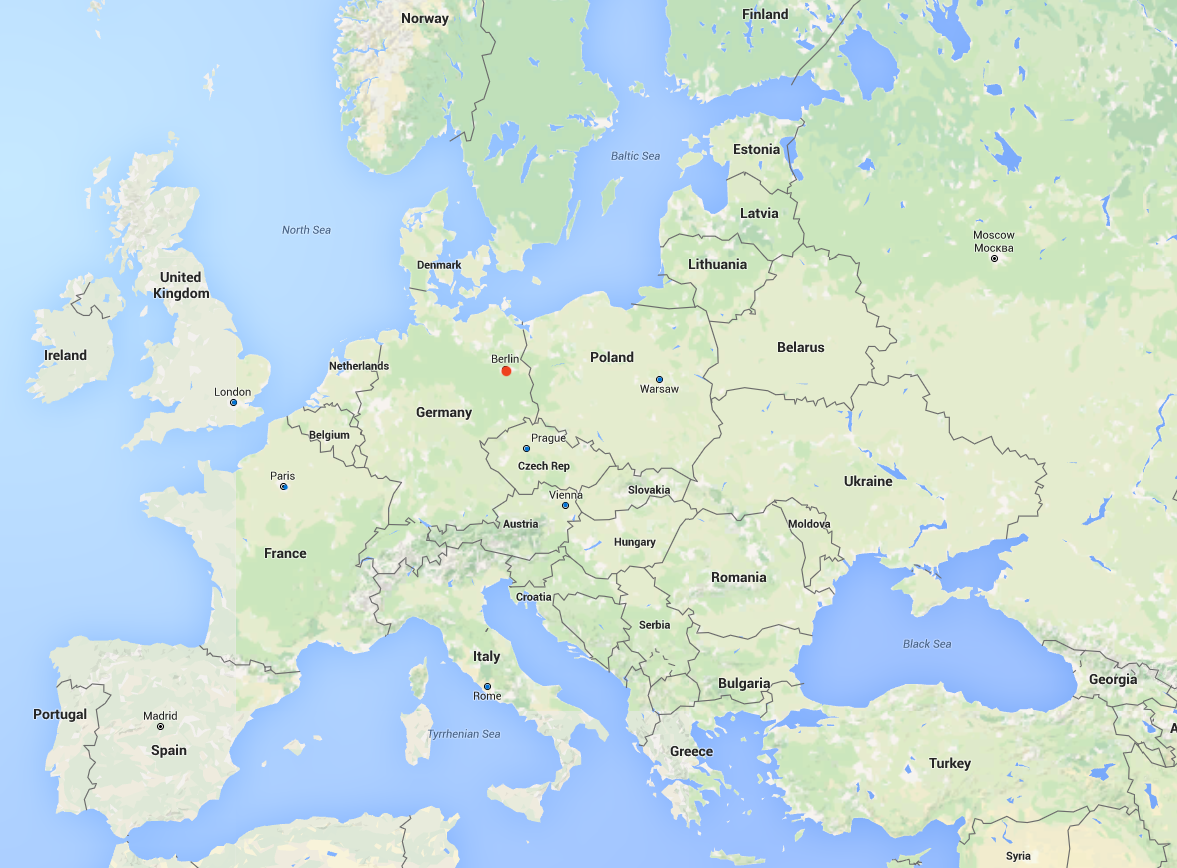 Norway
Finland
Estonia
Baltic Sea
Latvia
North Sea
Moscow
Москва
Denmark
Lithuania
United
Kingdom
Ireland
Netherlands
Berlin
Poland
Belarus
London
Warsaw
Germany
Belgium
Prague
Czech Rep
Paris
Vienna
Slovakia
Ukraine
Austria
Moldova
France
Hungary
Romania
Croatia
Serbia
Black Sea
Italy
Rome
Bulgaria
Georgia
Portugal
Madrid
Spain
Tyrrhenian Sea
Greece
Turkey
A
Syria